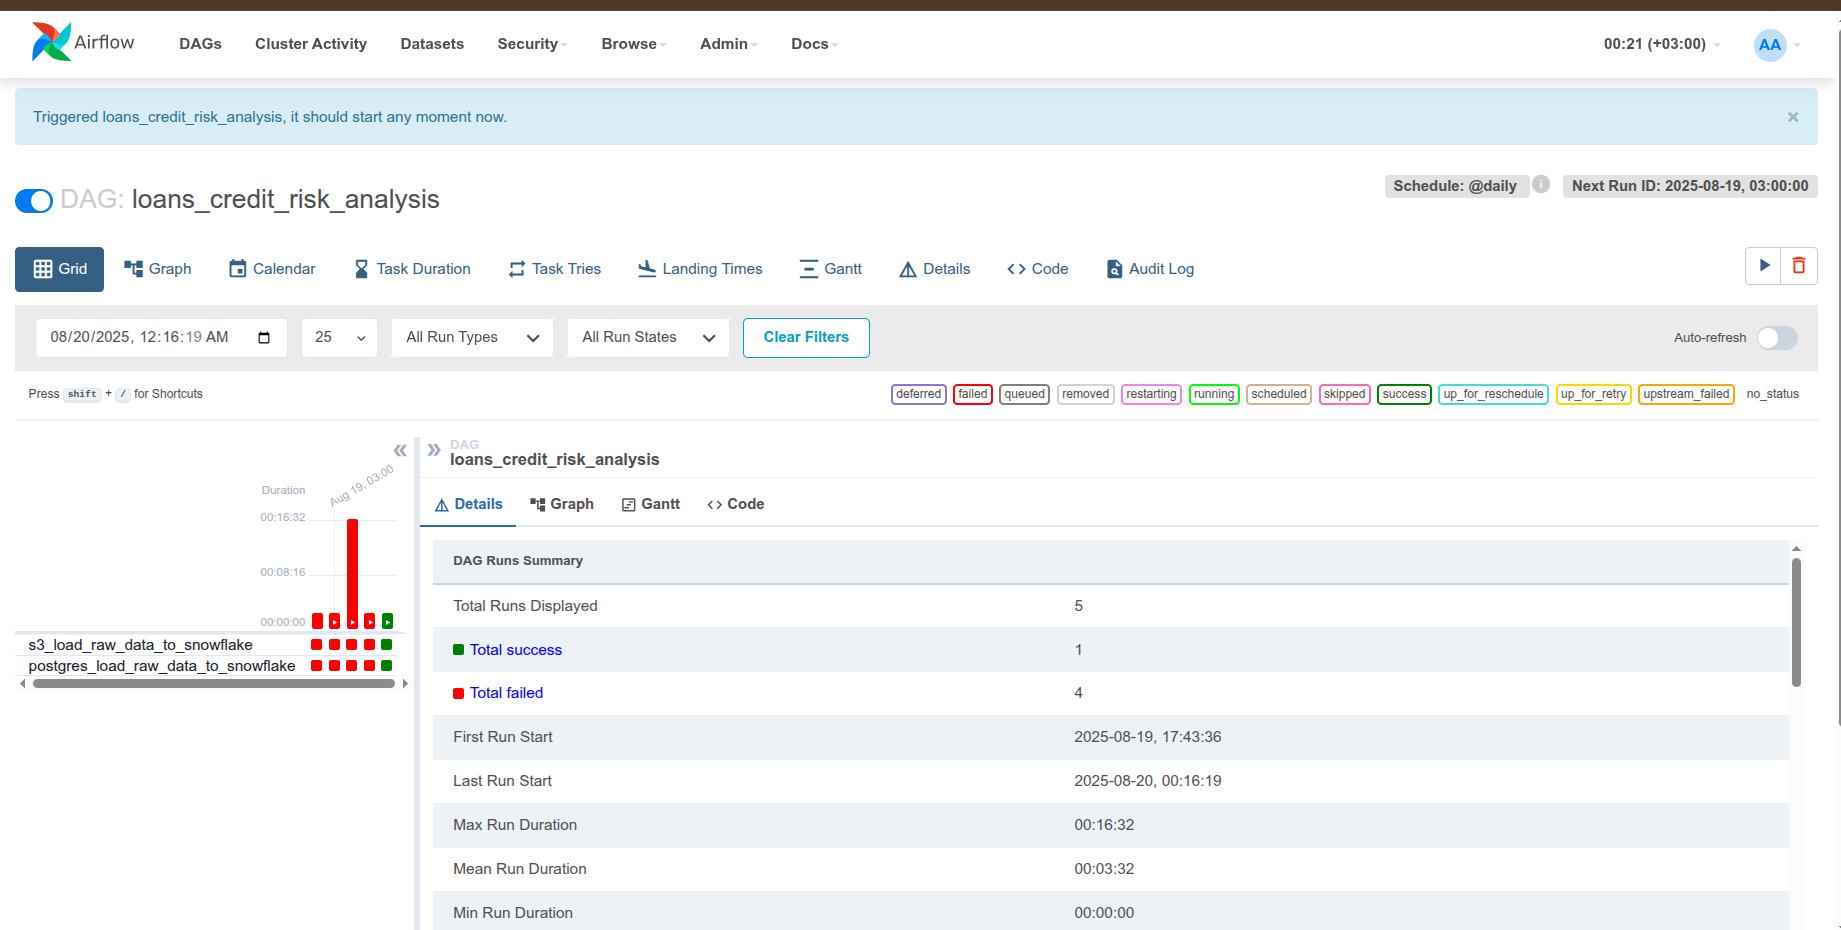 Airflow
DAGs Cluster Activity Datasets Security Browse Admin Docs 00:21 (+03:00) AA
Triggered loans_credit_risk_analysis, it should start any moment now. ×
DAG: loans_credit_risk_analysis
Schedule: @daily i Next Run ID: 2025-08-19, 03:00:00
Grid Graph Calendar Task Duration Task Tries Landing Times Gantt Details Code Audit Log
08/20/2025, 12:16:19 AM 25 All Run Types All Run States Clear Filters Auto-refresh
Press shift + / for Shortcuts
deferred failed queued removed restarting running scheduled skipped success up_for_reschedule up_for_retry upstream_failed no_status
Duration
Aug 19, 03:00
00:16:32
00:08:16
00:00:00
s3_load_raw_data_to_snowflake
postgres_load_raw_data_to_snowflake
DAG
loans_credit_risk_analysis
Details Graph Gantt Code
DAG Runs Summary
Total Runs Displayed 5
Total success 1
Total failed 4
First Run Start 2025-08-19, 17:43:36
Last Run Start 2025-08-20, 00:16:19
Max Run Duration 00:16:32
Mean Run Duration 00:03:32
Min Run Duration 00:00:00